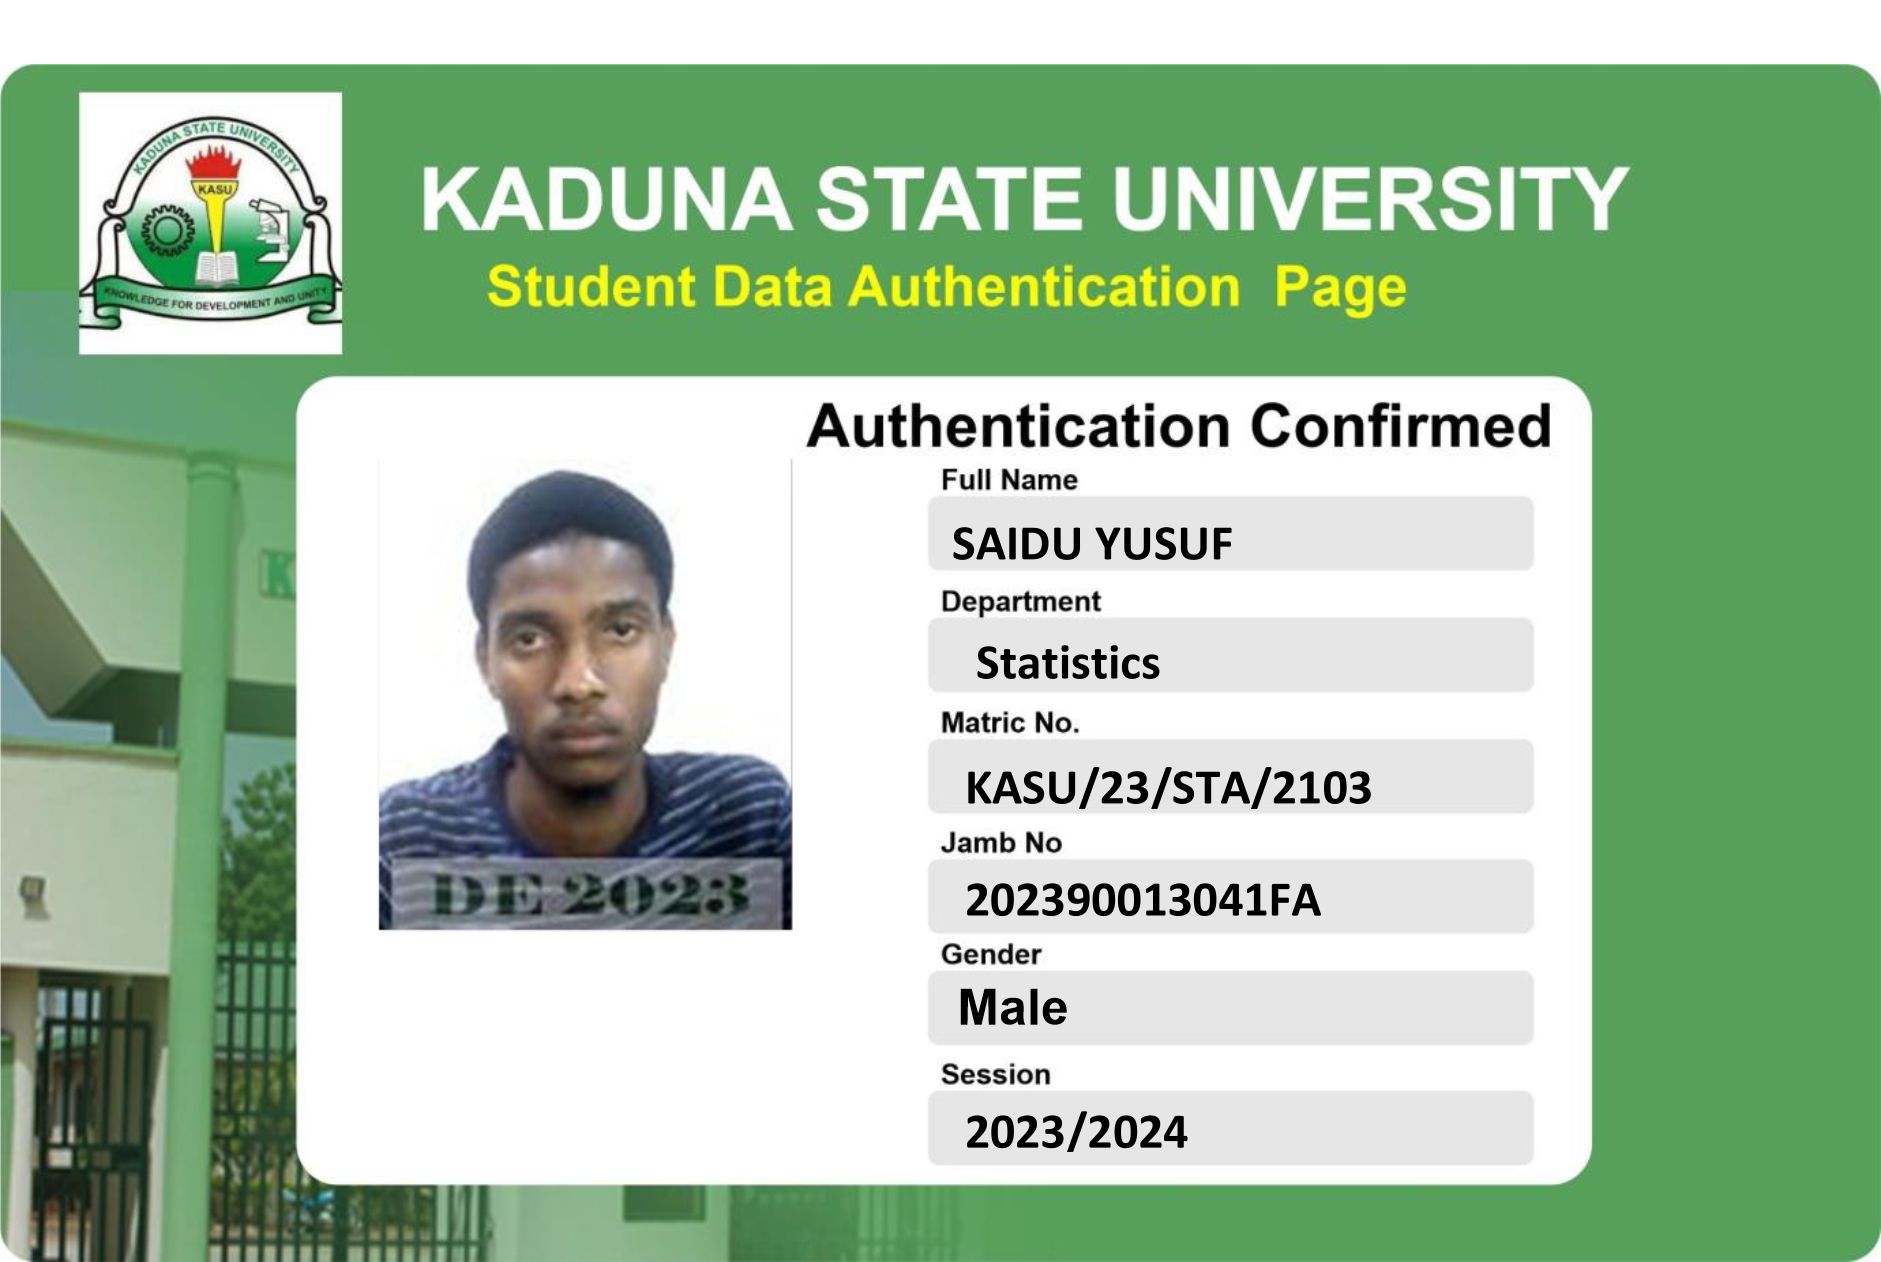 KADUNA STATE UNIVERSITY
KASU
KNOWLEDGE FOR DEVELOPMENT AND UNITY
KADUNA STATE UNIVERSITY
Student Data Authentication Page
Authentication Confirmed
Full Name
SAIDU YUSUF
Department
Statistics
Matric No.
KASU/23/STA/2103
Jamb No
202390013041FA
Gender
Male
Session
2023/2024
DE 2023
K